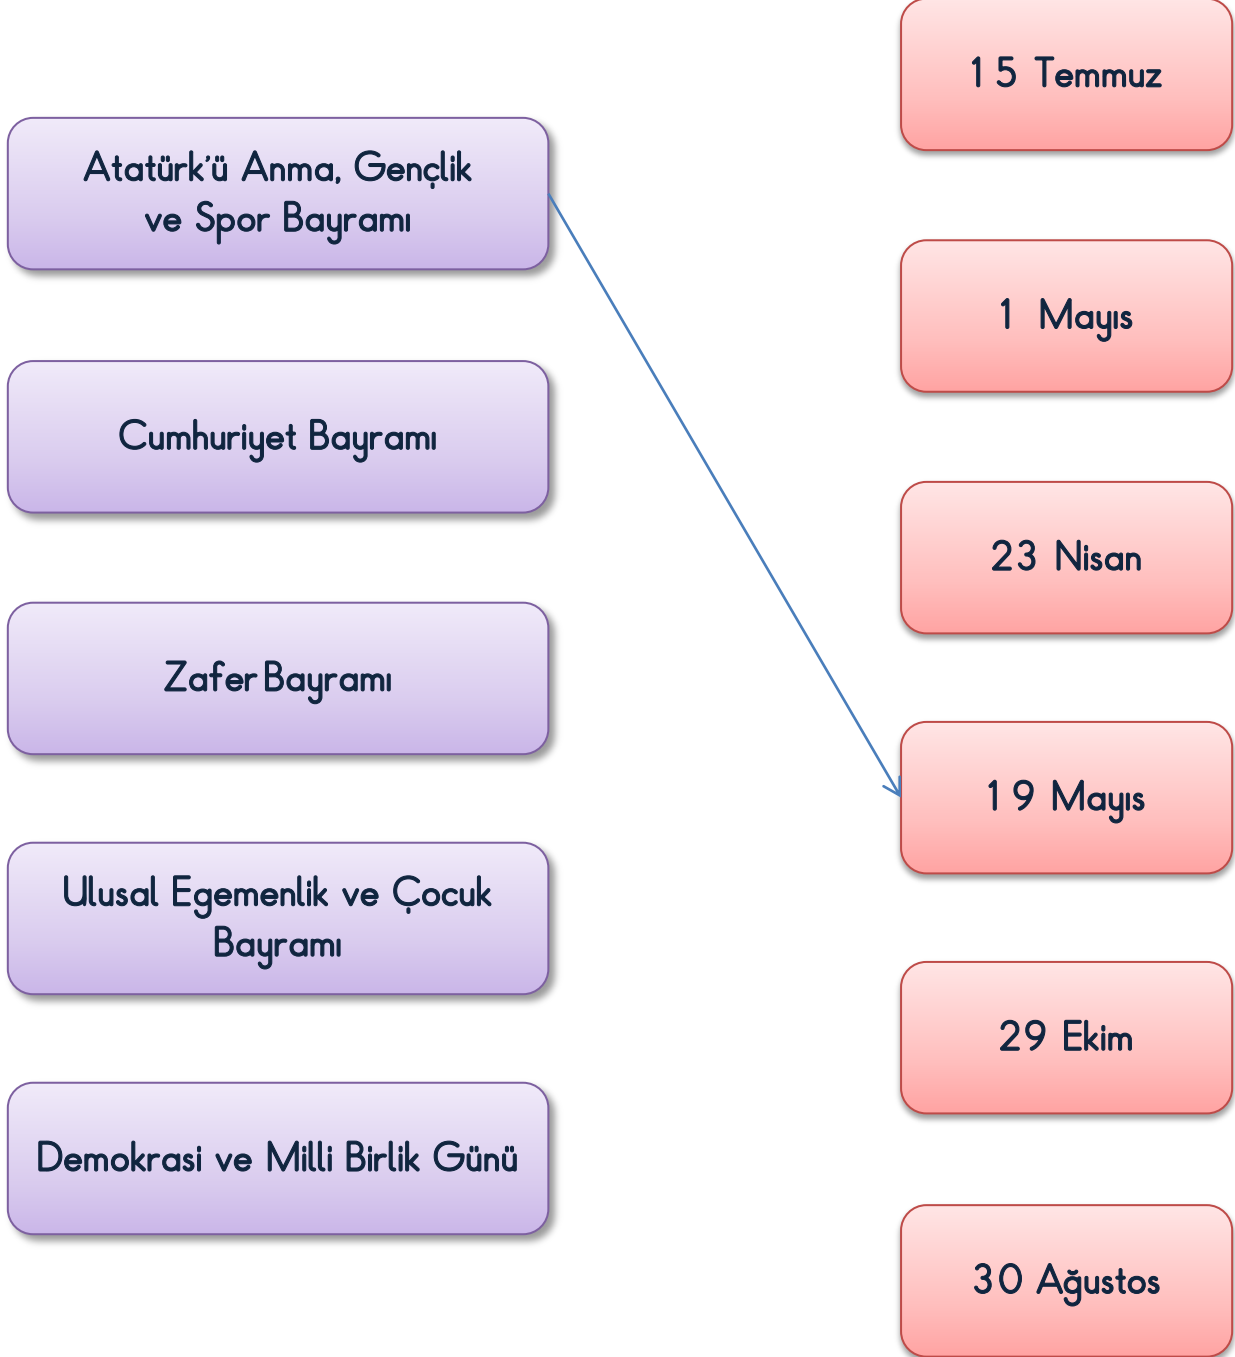 15 Temmuz
Atatürk'ü Anma, Gençlik
ve Spor Bayramı
1 Mayıs
Cumhuriyet Bayramı
23 Nisan
Zafer Bayramı
19 Mayıs
Ulusal Egemenlik ve Çocuk
Bayramı
29 Ekim
Demokrasi ve Milli Birlik Günü
30 Ağustos